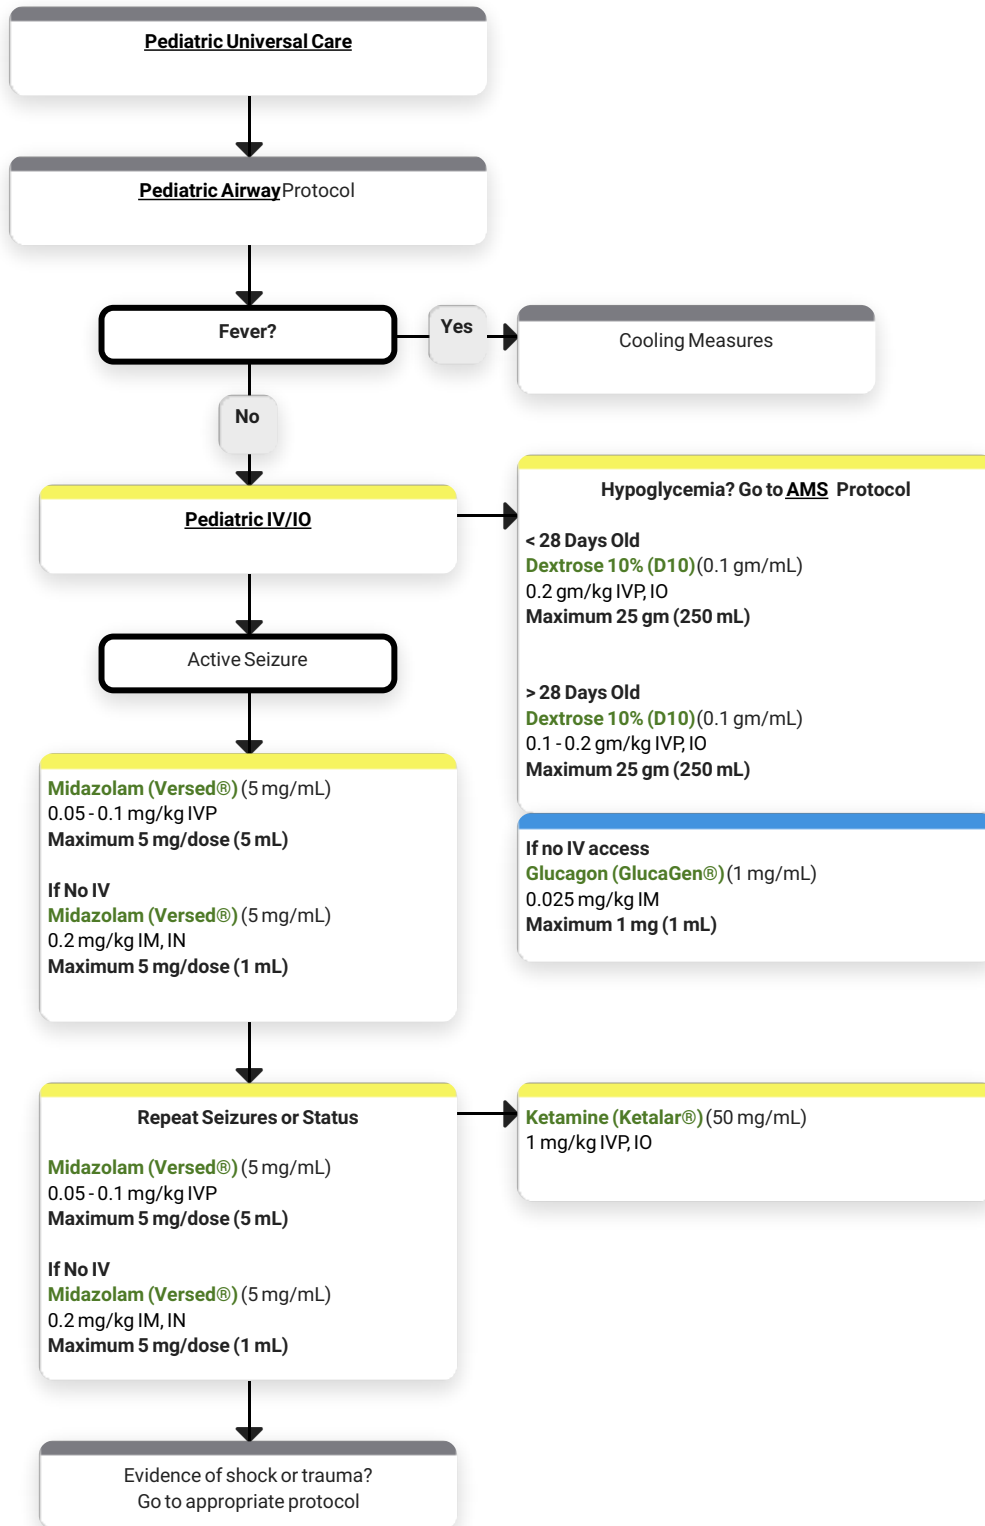 Pediatric Universal Care
Pediatric Airway Protocol
Fever?
Yes
Cooling Measures
No
Pediatric IV/IO
Hypoglycemia? Go to AMS Protocol
< 28 Days Old
Dextrose 10% (D10) (0.1 gm/mL)
0.2 gm/kg IVP, IO
Maximum 25 gm (250 mL)
> 28 Days Old
Dextrose 10% (D10) (0.1 gm/mL)
0.1 - 0.2 gm/kg IVP, IO
Maximum 25 gm (250 mL)
If no IV access
Glucagon (GlucaGen®) (1 mg/mL)
0.025 mg/kg IM
Maximum 1 mg (1 mL)
Active Seizure
Midazolam (Versed®) (5 mg/mL)
0.05 - 0.1 mg/kg IVP
Maximum 5 mg/dose (5 mL)
If No IV
Midazolam (Versed®) (5 mg/mL)
0.2 mg/kg IM, IN
Maximum 5 mg/dose (1 mL)
Repeat Seizures or Status
Midazolam (Versed®) (5 mg/mL)
0.05 - 0.1 mg/kg IVP
Maximum 5 mg/dose (5 mL)
If No IV
Midazolam (Versed®) (5 mg/mL)
0.2 mg/kg IM, IN
Maximum 5 mg/dose (1 mL)
Ketamine (Ketalar®) (50 mg/mL)
1 mg/kg IVP, IO
Evidence of shock or trauma?
Go to appropriate protocol